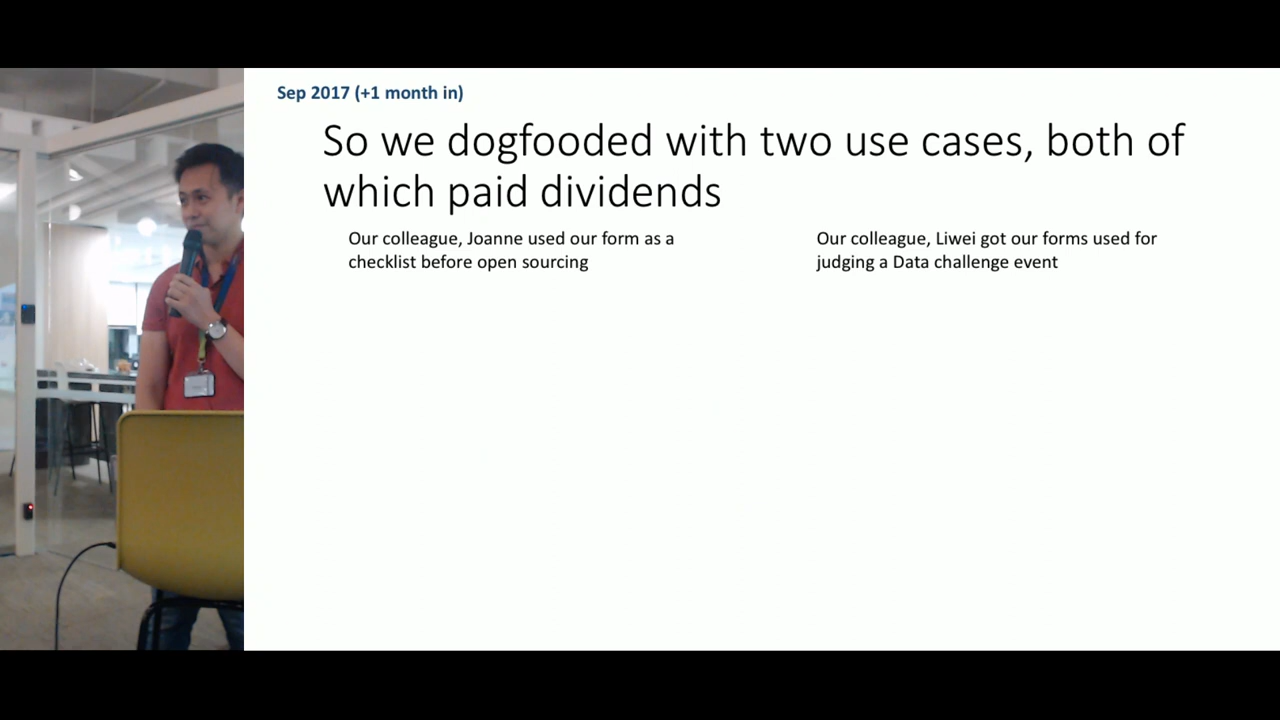 Sep 2017 (+1 month in)
So we dogfooded with two use cases, both of
which paid dividends
Our colleague, Joanne used our form as a
checklist before open sourcing
Our colleague, Liwei got our forms used for
judging a Data challenge event